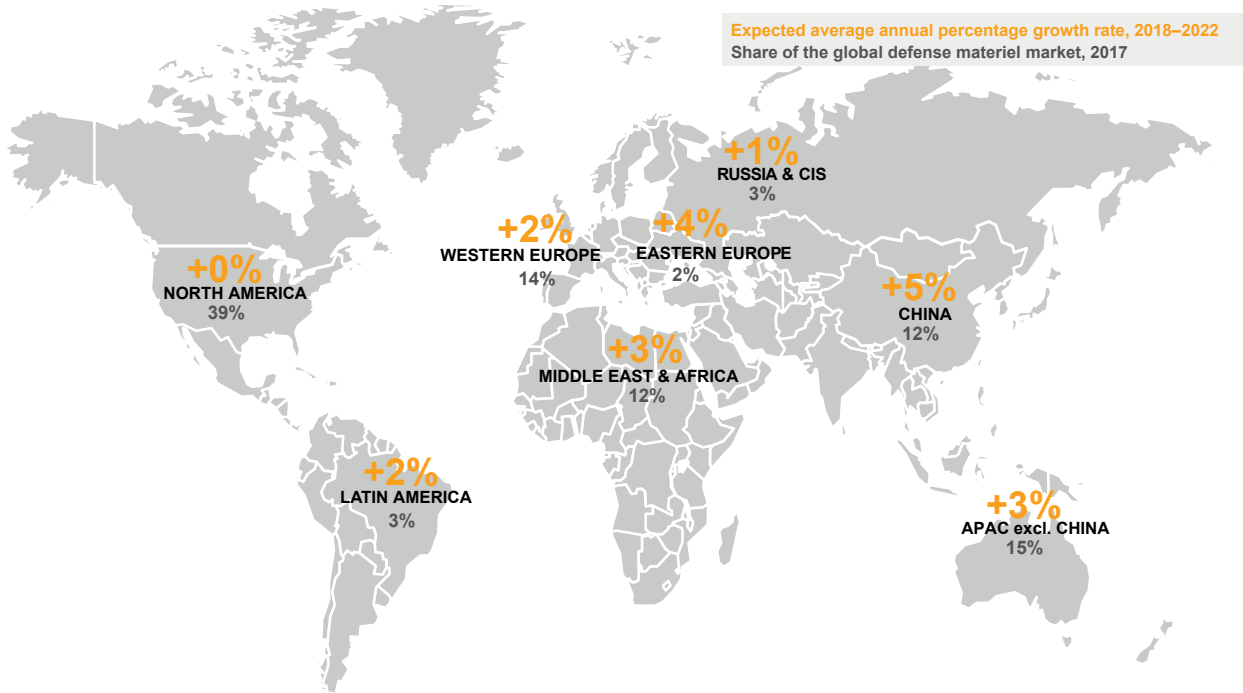 Expected average annual percentage growth rate, 2018–2022
Share of the global defense materiel market, 2017
+1%
RUSSIA & CIS
3%
+2%
WESTERN EUROPE
14%
+4%
EASTERN EUROPE
2%
+0%
NORTH AMERICA
39%
+5%
CHINA
12%
+3%
MIDDLE EAST & AFRICA
12%
+2%
LATIN AMERICA
3%
+3%
APAC excl. CHINA
15%